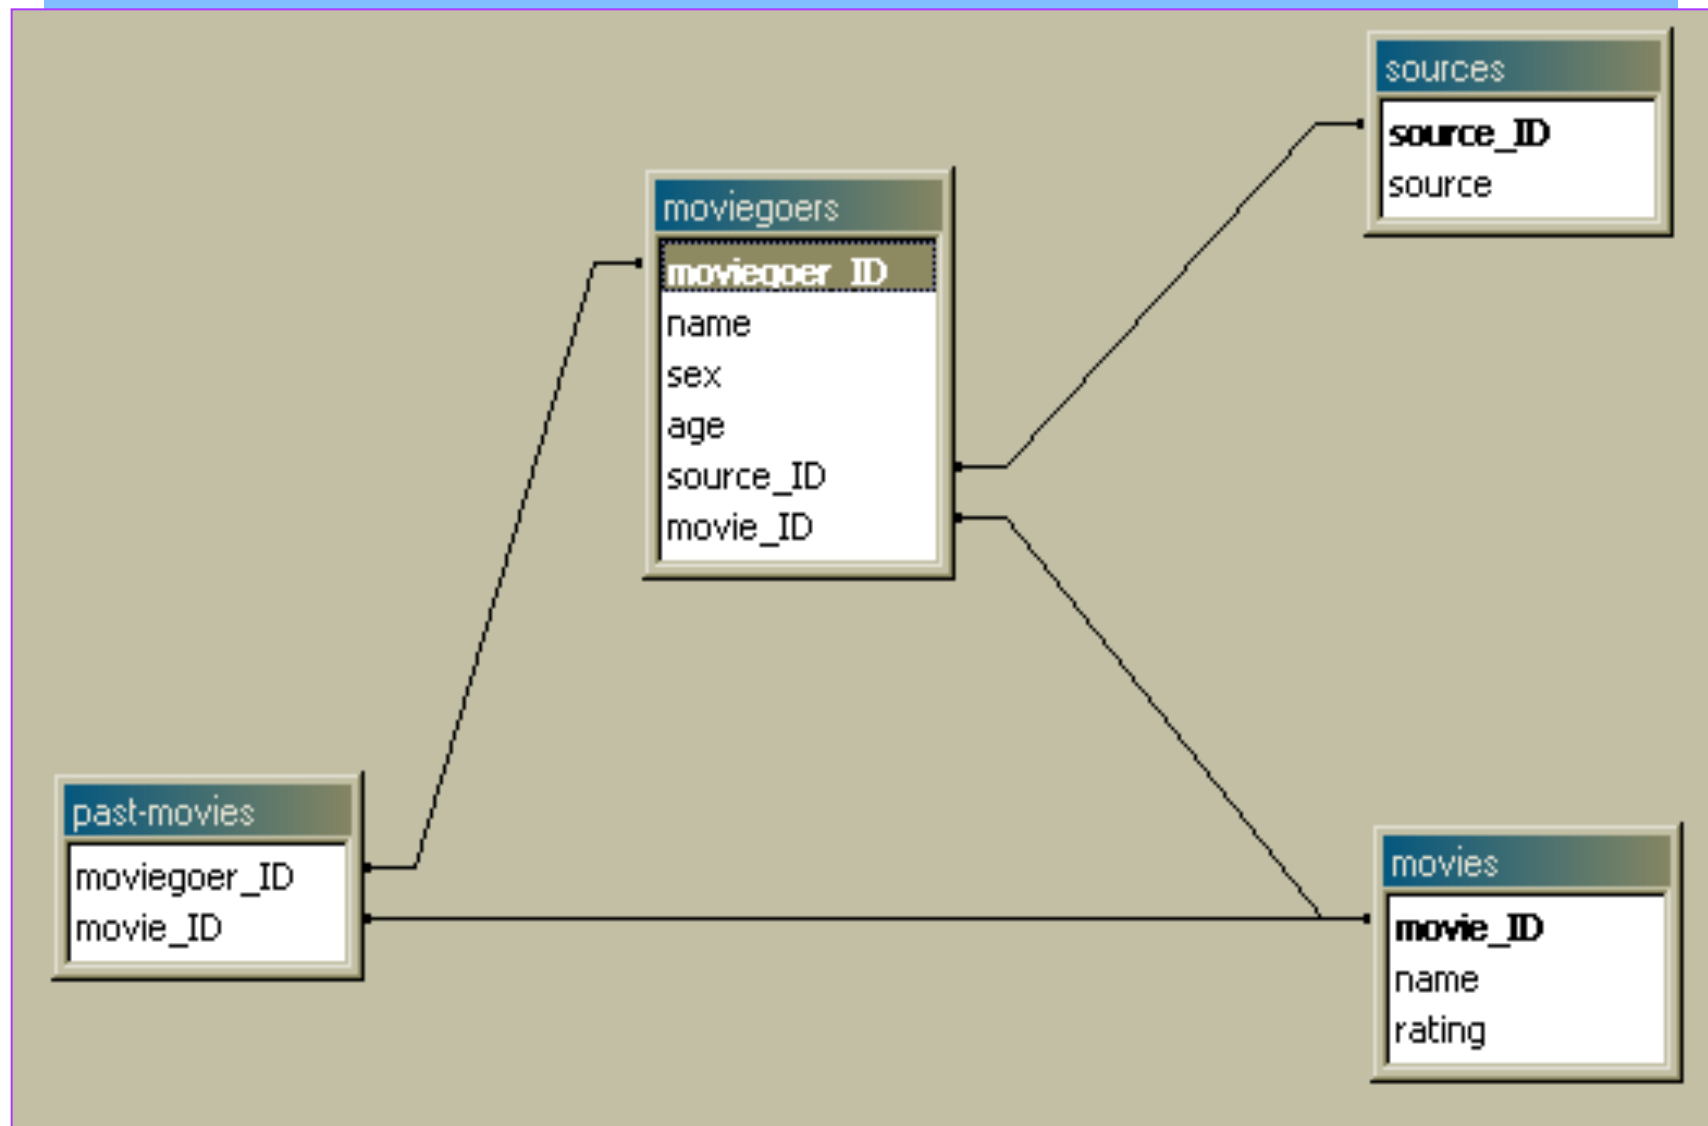 sources
source_ID
source
moviegoers
moviegoer_ID
name
sex
age
source_ID
movie_ID
past-movies
moviegoer_ID
movie_ID
movies
movie_ID
name
rating